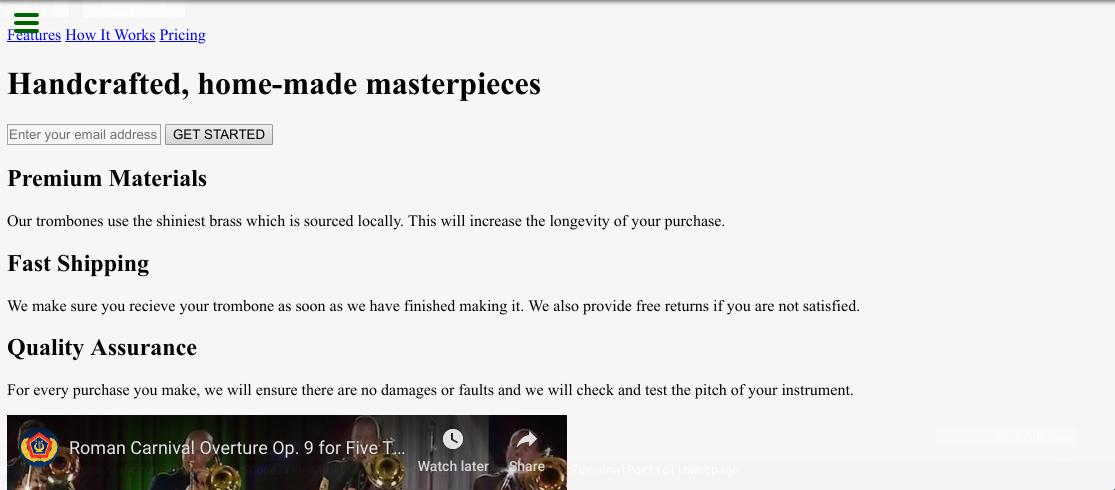 Features How It Works Pricing
Handcrafted, home-made masterpieces
Enter your email address GET STARTED
Premium Materials
Our trombones use the shiniest brass which is sourced locally. This will increase the longevity of your purchase.
Fast Shipping
We make sure you recieve your trombone as soon as we have finished making it. We also provide free returns if you are not satisfied.
Quality Assurance
For every purchase you make, we will ensure there are no damages or faults and we will check and test the pitch of your instrument.
Roman Carnival Overture Op. 9 for Five T...
Watch later Share
PersonalPortfolioWebpage